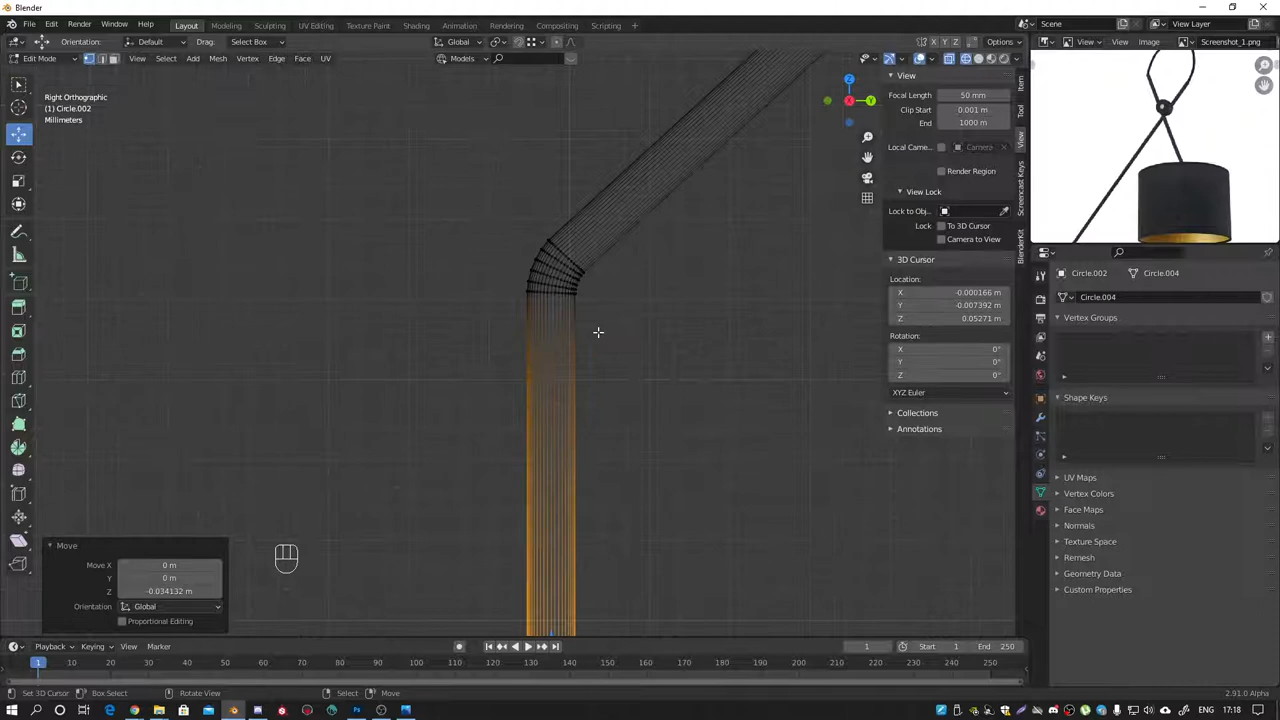 Blender
File Edit Render Window Help
Layout Modeling Sculpting UV Editing Texture Paint Shading Animation Rendering Compositing Scripting
Scene View Layer
Orientation: Default Drag: Select Box Global X Y Z Options
View Image Screenshot_1.png
Edit Mode View Select Add Mesh Vertex Edge Face UV Models
Right Orthographic
(1) Circle.002
Millimeters
Z
Y
X
View
Focal Length 50 mm
Clip Start 0.001 m
End 1000 m
Local Came... Camera
Render Region
View Lock
Lock to Obj...
Lock To 3D Cursor
Camera to View
3D Cursor
Location:
X -0.000166 m
Y -0.007392 m
Z 0.05271 m
Rotation:
X 0°
Y 0°
Z 0°
XYZ Euler
Collections
Annotations
Item
Tool
View
Screencast Keys
BlenderKit
Circle.002 Circle.004
Circle.004
Vertex Groups
Shape Keys
UV Maps
Vertex Colors
Face Maps
Normals
Texture Space
Remesh
Geometry Data
Custom Properties
Move
Move X 0 m
Y 0 m
Z -0.034132 m
Orientation Global
Proportional Editing
Playback Keying View Marker 1 Start 1 End 250
1 10 20 30 40 50 60 70 80 90 100 110 120 130 140 150 160 170 180 190 200 210 220 230 240 250
Set 3D Cursor Box Select Rotate View Select Move 2.91.0 Alpha
ENG 17:18